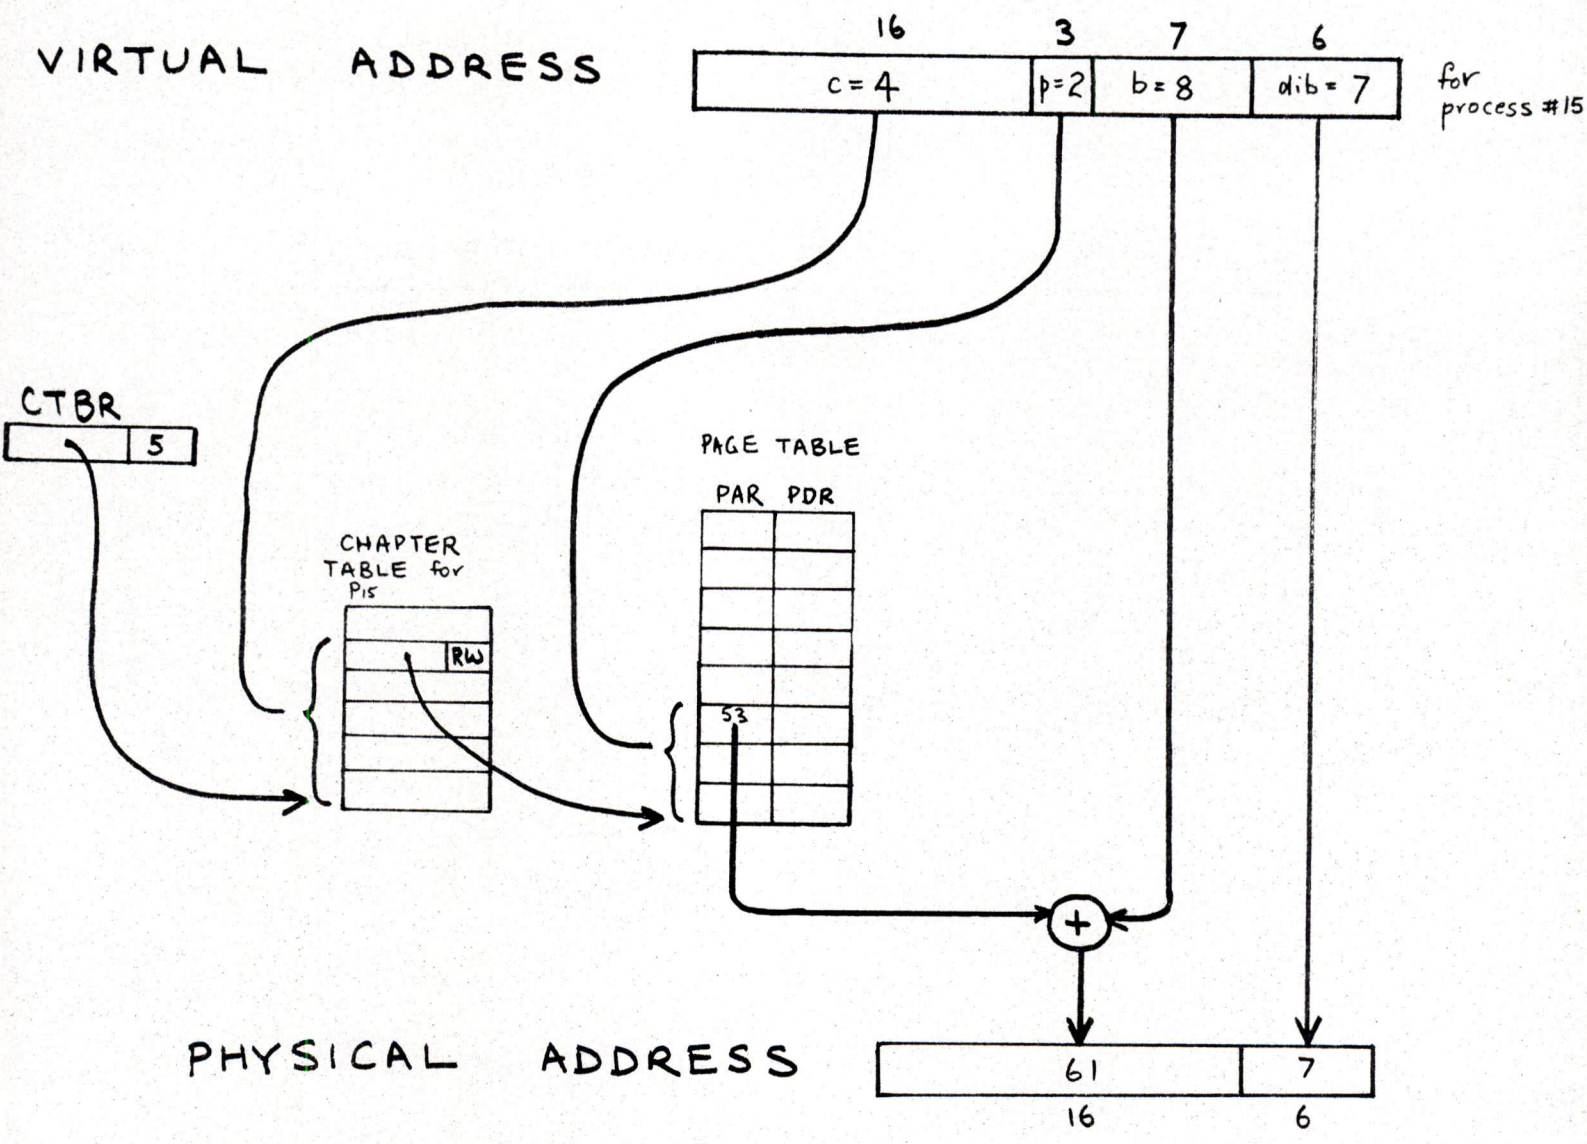 VIRTUAL ADDRESS
16 3 7 6
c = 4 p=2 b = 8 dib = 7
for
process #15
CTBR
5
PAGE TABLE
PAR PDR
CHAPTER
TABLE for
P15
RW
53
+
PHYSICAL ADDRESS
61 7
16 6